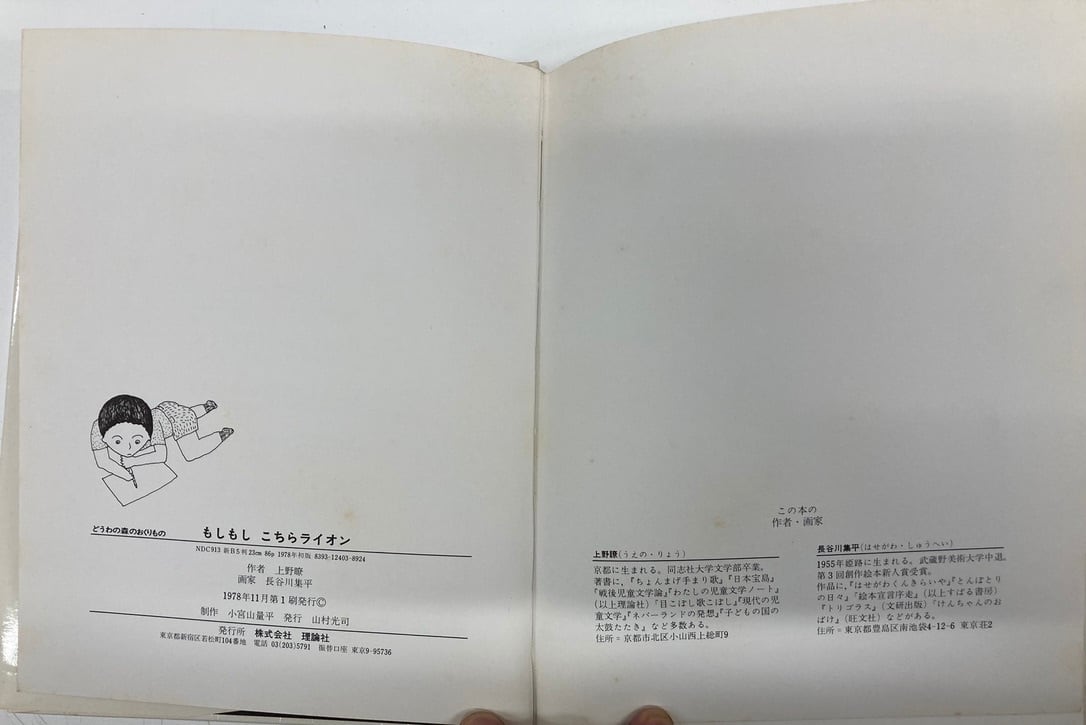 どうわの森のおくりもの もしもし こちらライオン
NDC913 新B5判 23cm 86p 1978年初版 8393-12403-8924
作者 上野瞭
画家 長谷川集平
1978年11月第1刷発行©
制作 小宮山量平 発行 山村光司
発行所 株式会社 理論社
東京都新宿区若松町104番地 電話 03(203)5791 振替口座 東京9-95736
この本の
作者・画家
上野瞭(うえの・りょう)
京都に生まれる。同志社大学文学部卒業。
著書に、『ちょんまげ手まり歌』『日本宝島』
『戦後児童文学論』『わたしの児童文学ノート』
(以上理論社)『目こぼし歌こぼし』『現代の児
童文学』『ネバーランドの発想』『子どもの国の
太鼓たたき』など多数ある。
住所=京都市北区小山西上総町9
長谷川集平(はせがわ・しゅうへい)
1955年姫路に生まれる。武蔵野美術大学中退。
第3回創作絵本新人賞受賞。
作品に、『はせがわくんきらいや』『とんぼとり
の日々』『絵本宣言序走』(以上すばる書房)
『トリゴラス』(文研出版)『けんちゃんのお
ばけ』(旺文社)などがある。
住所=東京都豊島区南池袋4-12-6 東京荘2